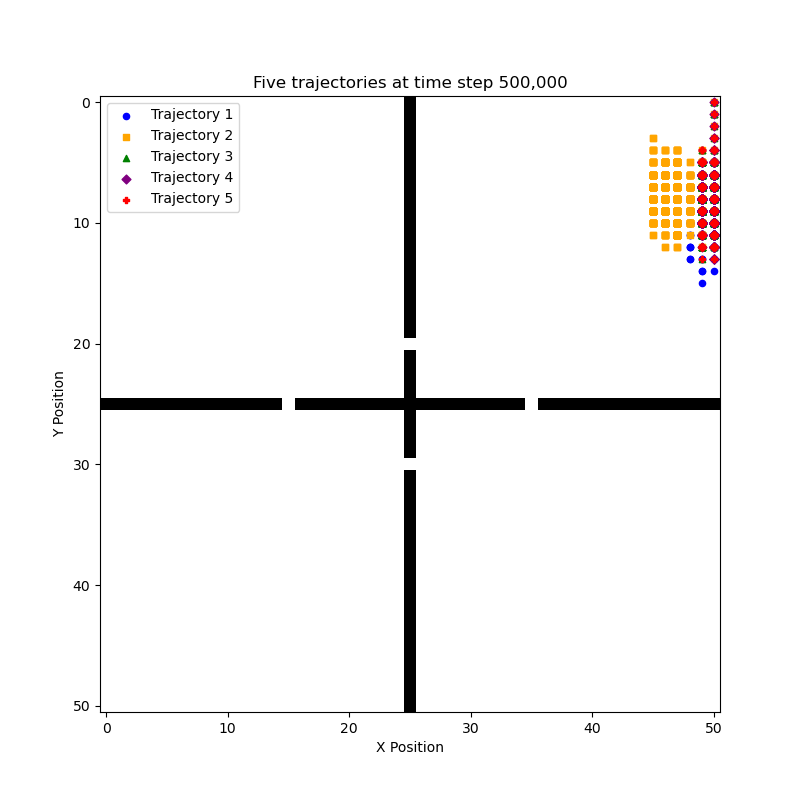 Five trajectories at time step 500,000
Trajectory 1
Trajectory 2
Trajectory 3
Trajectory 4
Trajectory 5
0
10
20
30
40
50
Y Position
0 10 20 30 40 50
X Position